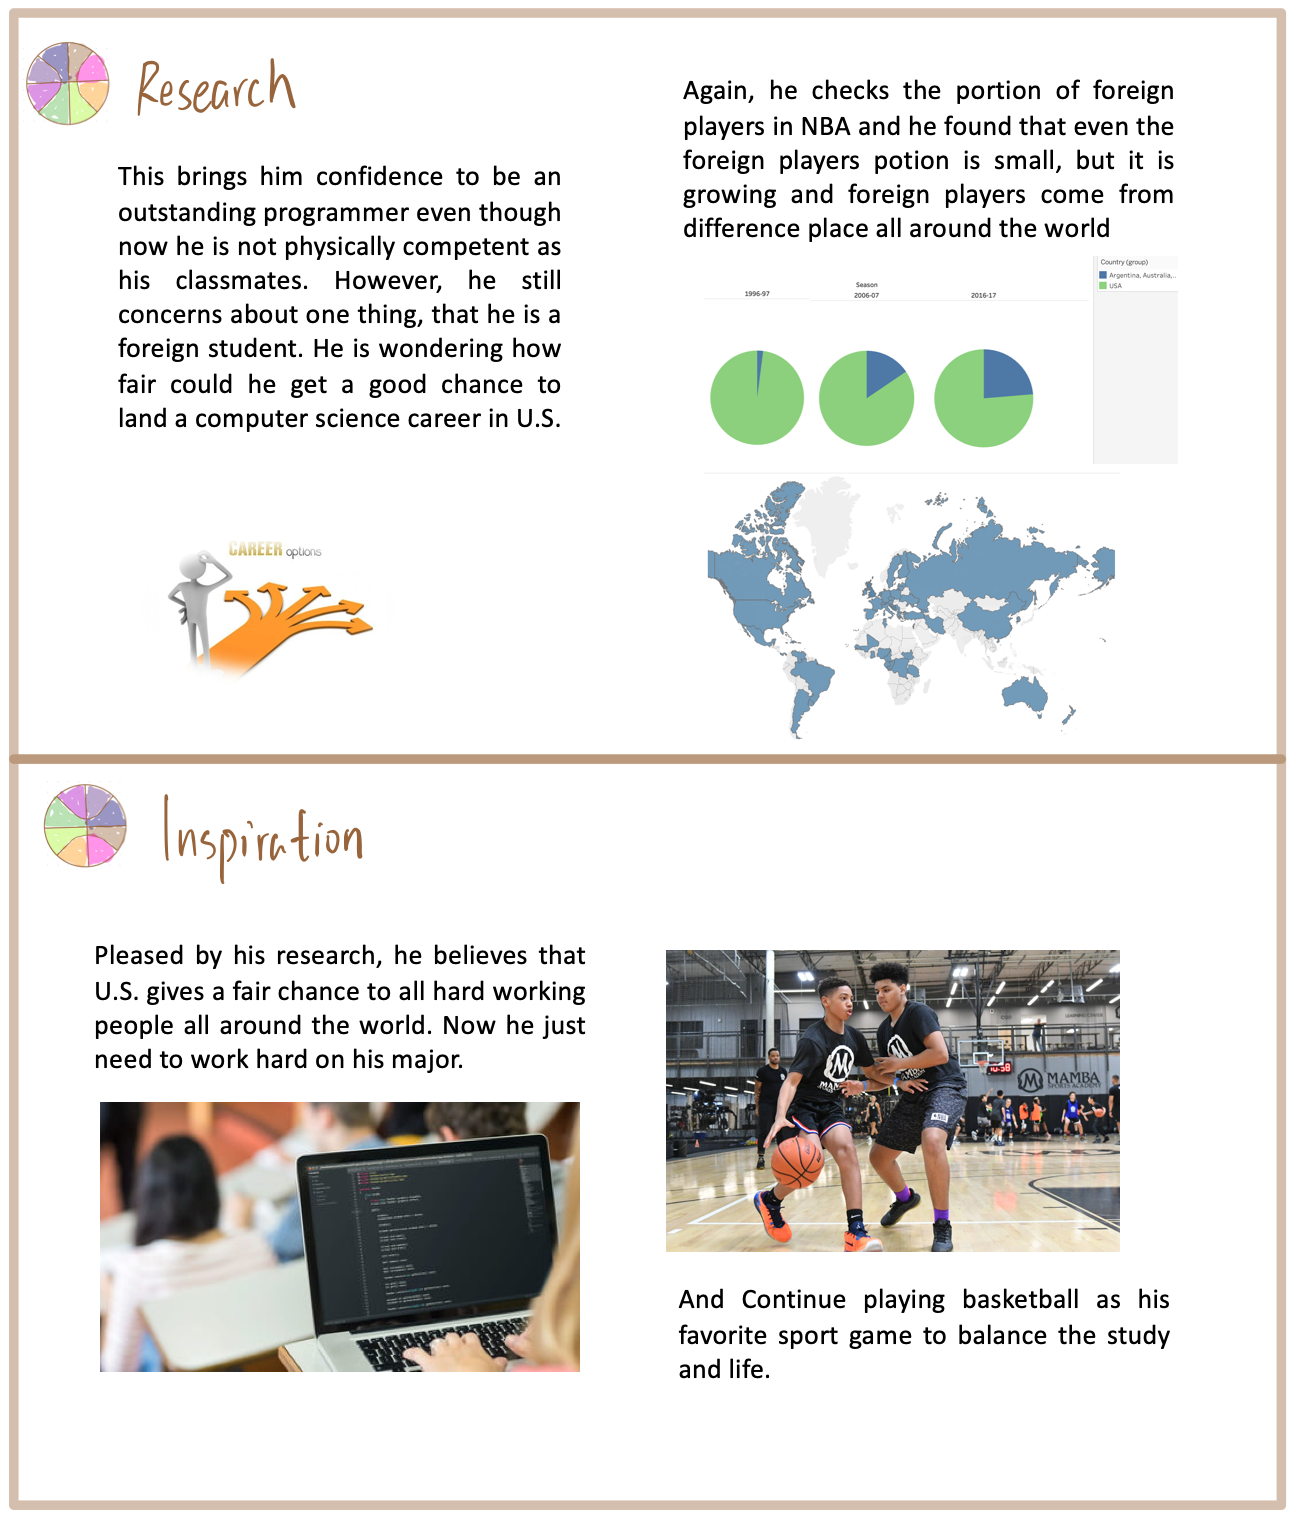 Research
This brings him confidence to be an
outstanding programmer even though
now he is not physically competent as
his classmates. However, he still
concerns about one thing, that he is a
foreign student. He is wondering how
fair could he get a good chance to
land a computer science career in U.S.
CAREER options
Again, he checks the portion of foreign
players in NBA and he found that even the
foreign players potion is small, but it is
growing and foreign players come from
difference place all around the world
Season
1996-97 2006-07 2016-17
Country (group)
Argentina, Australia,..
USA
Inspiration
Pleased by his research, he believes that
U.S. gives a fair chance to all hard working
people all around the world. Now he just
need to work hard on his major.
MAMBA
SPORTS ACADEMY
And Continue playing basketball as his
favorite sport game to balance the study
and life.